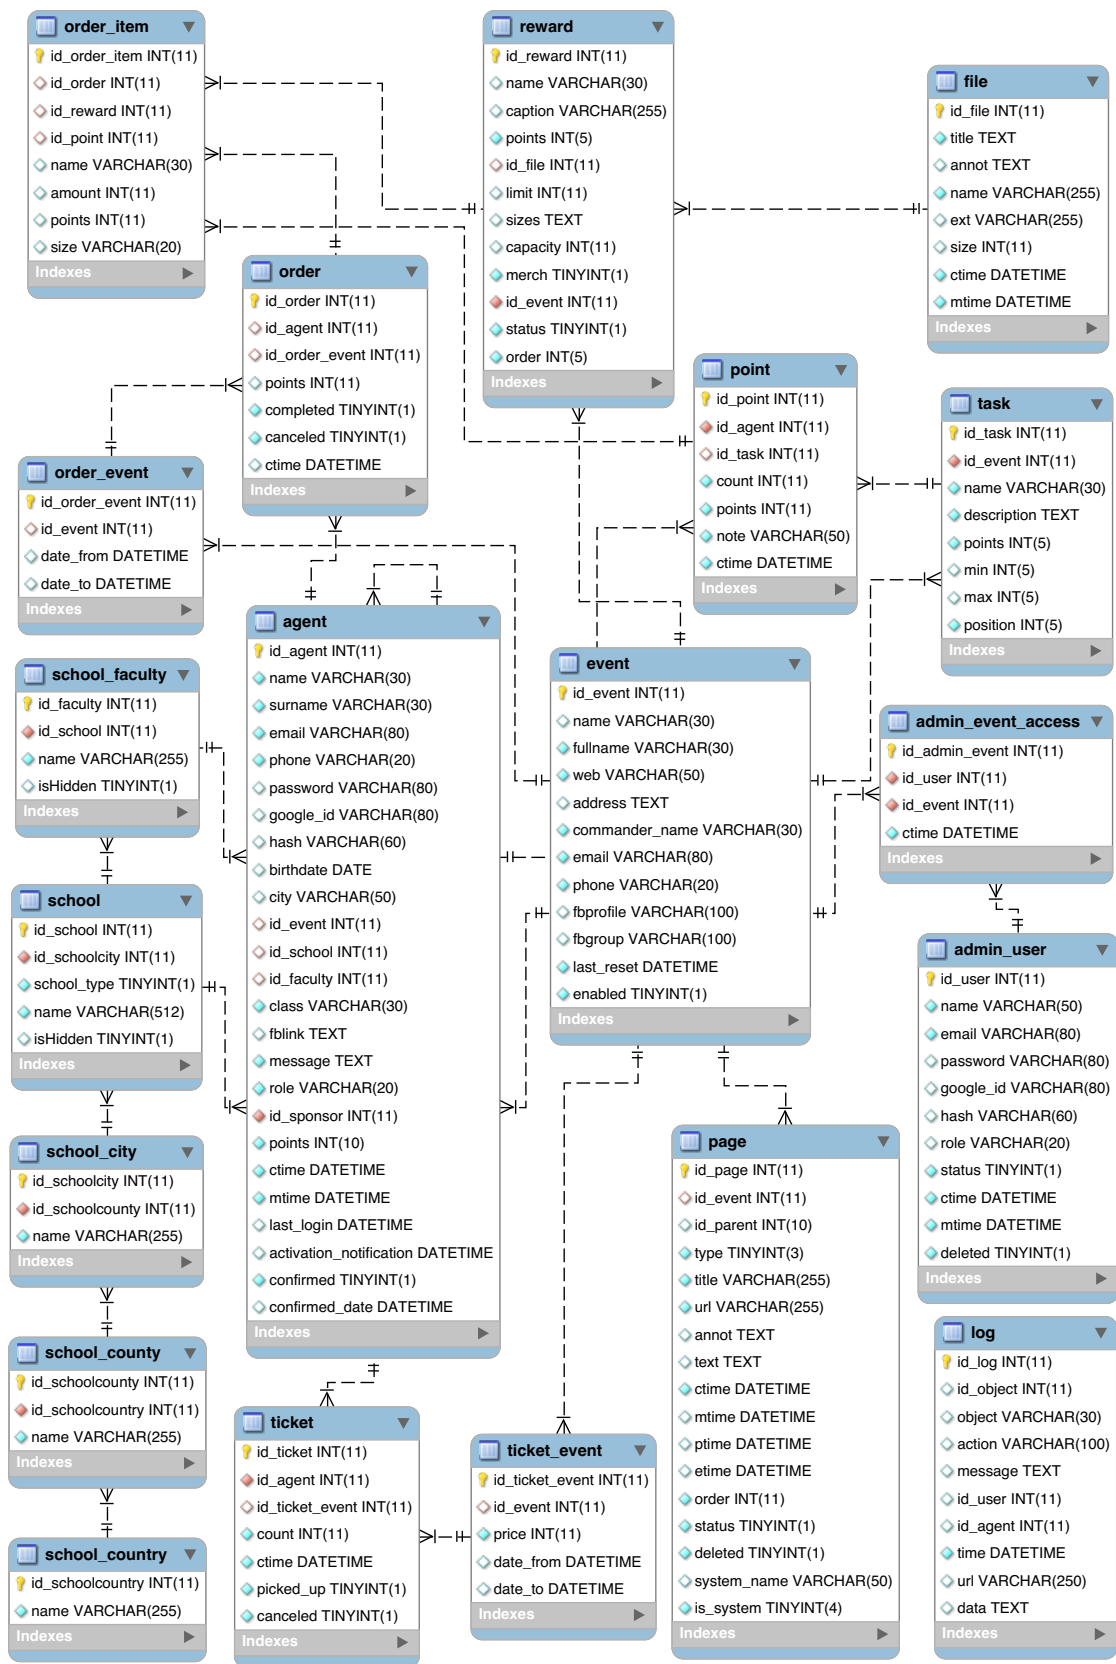 order_item
id_order_item INT(11)
id_order INT(11)
id_reward INT(11)
id_point INT(11)
name VARCHAR(30)
amount INT(11)
points INT(11)
size VARCHAR(20)
Indexes
reward
id_reward INT(11)
name VARCHAR(30)
caption VARCHAR(255)
points INT(5)
id_file INT(11)
limit INT(11)
sizes TEXT
capacity INT(11)
merch TINYINT(1)
id_event INT(11)
status TINYINT(1)
order INT(5)
Indexes
file
id_file INT(11)
title TEXT
annot TEXT
name VARCHAR(255)
ext VARCHAR(255)
size INT(11)
ctime DATETIME
mtime DATETIME
Indexes
order
id_order INT(11)
id_agent INT(11)
id_order_event INT(11)
points INT(11)
completed TINYINT(1)
canceled TINYINT(1)
ctime DATETIME
Indexes
point
id_point INT(11)
id_agent INT(11)
id_task INT(11)
count INT(11)
points INT(11)
note VARCHAR(50)
ctime DATETIME
Indexes
task
id_task INT(11)
id_event INT(11)
name VARCHAR(30)
description TEXT
points INT(5)
min INT(5)
max INT(5)
position INT(5)
Indexes
order_event
id_order_event INT(11)
id_event INT(11)
date_from DATETIME
date_to DATETIME
Indexes
agent
id_agent INT(11)
name VARCHAR(30)
surname VARCHAR(30)
email VARCHAR(80)
phone VARCHAR(20)
password VARCHAR(80)
google_id VARCHAR(80)
hash VARCHAR(60)
birthdate DATE
city VARCHAR(50)
id_event INT(11)
id_school INT(11)
id_faculty INT(11)
class VARCHAR(30)
fblink TEXT
message TEXT
role VARCHAR(20)
id_sponsor INT(11)
points INT(10)
ctime DATETIME
mtime DATETIME
last_login DATETIME
activation_notification DATETIME
confirmed TINYINT(1)
confirmed_date DATETIME
Indexes
event
id_event INT(11)
name VARCHAR(30)
fullname VARCHAR(30)
web VARCHAR(50)
address TEXT
commander_name VARCHAR(30)
email VARCHAR(80)
phone VARCHAR(20)
fbprofile VARCHAR(100)
fbgroup VARCHAR(100)
last_reset DATETIME
enabled TINYINT(1)
Indexes
school_faculty
id_faculty INT(11)
id_school INT(11)
name VARCHAR(255)
isHidden TINYINT(1)
Indexes
admin_event_access
id_admin_event INT(11)
id_user INT(11)
id_event INT(11)
ctime DATETIME
Indexes
school
id_school INT(11)
id_schoolcity INT(11)
school_type TINYINT(1)
name VARCHAR(512)
isHidden TINYINT(1)
Indexes
admin_user
id_user INT(11)
name VARCHAR(50)
email VARCHAR(80)
password VARCHAR(80)
google_id VARCHAR(80)
hash VARCHAR(60)
role VARCHAR(20)
status TINYINT(1)
ctime DATETIME
mtime DATETIME
deleted TINYINT(1)
Indexes
school_city
id_schoolcity INT(11)
id_schoolcounty INT(11)
name VARCHAR(255)
Indexes
page
id_page INT(11)
id_event INT(11)
id_parent INT(10)
type TINYINT(3)
title VARCHAR(255)
url VARCHAR(255)
annot TEXT
text TEXT
ctime DATETIME
mtime DATETIME
ptime DATETIME
etime DATETIME
order INT(11)
status TINYINT(1)
deleted TINYINT(1)
system_name VARCHAR(50)
is_system TINYINT(4)
Indexes
school_county
id_schoolcounty INT(11)
id_schoolcountry INT(11)
name VARCHAR(255)
Indexes
log
id_log INT(11)
id_object INT(11)
object VARCHAR(30)
action VARCHAR(100)
message TEXT
id_user INT(11)
id_agent INT(11)
time DATETIME
url VARCHAR(250)
data TEXT
Indexes
ticket
id_ticket INT(11)
id_agent INT(11)
id_ticket_event INT(11)
count INT(11)
ctime DATETIME
picked_up TINYINT(1)
canceled TINYINT(1)
Indexes
ticket_event
id_ticket_event INT(11)
id_event INT(11)
price INT(11)
date_from DATETIME
date_to DATETIME
Indexes
school_country
id_schoolcountry INT(11)
name VARCHAR(255)
Indexes